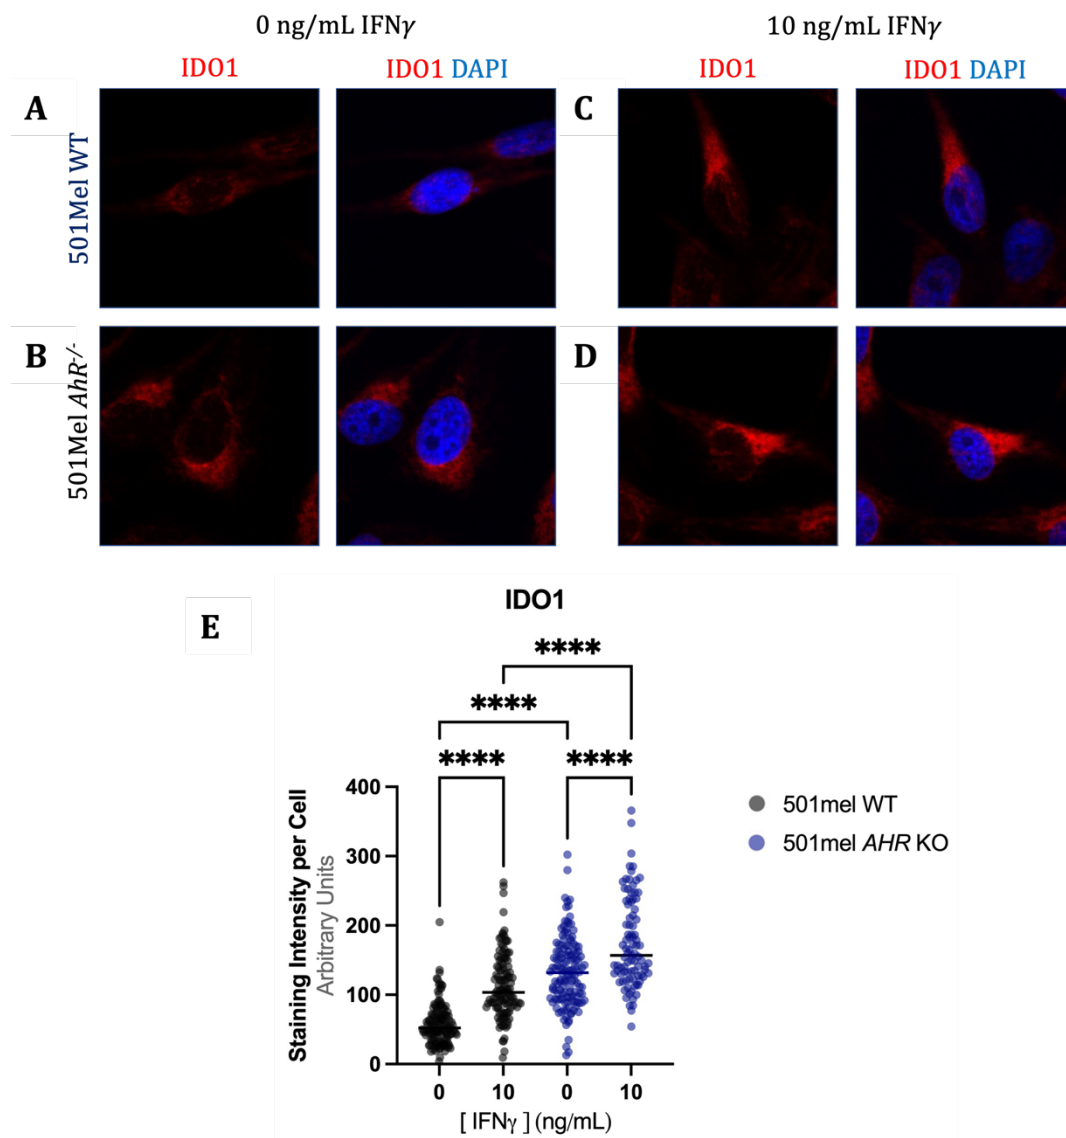 0 ng/mL IFNγ
10 ng/mL IFNγ
IDO1
IDO1 DAPI
IDO1
IDO1 DAPI
A
501Mel WT
C
B
501Mel AhR-/-
D
E
IDO1
****
****
****
****
Staining Intensity per Cell
Arbitrary Units
400
300
200
100
0
0
10
0
10
[ IFNγ ] (ng/mL)
501mel WT
501mel AHR KO